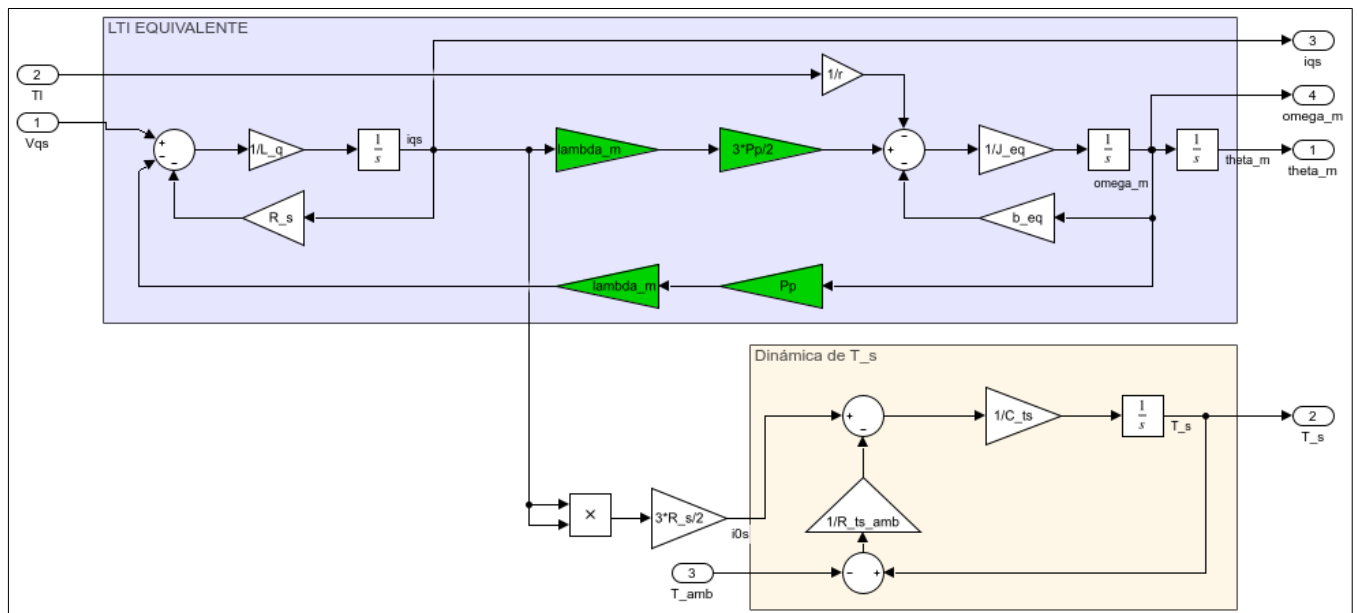 LTI EQUIVALENTE
3
iqs
2
Tl
1/r
4
omega_m
1
Vqs
+
−
−
1/L_q
1
s
iqs
lambda_m
3*Pp/2
−
+
−
1/J_eq
1
s
omega_m
1
s
theta_m
1
theta_m
R_s
b_eq
lambda_m
Pp
Dinámica de T_s
+
−
1/C_ts
1
s
T_s
2
T_s
×
3*R_s/2
i0s
1/R_ts_amb
3
T_amb
−
+